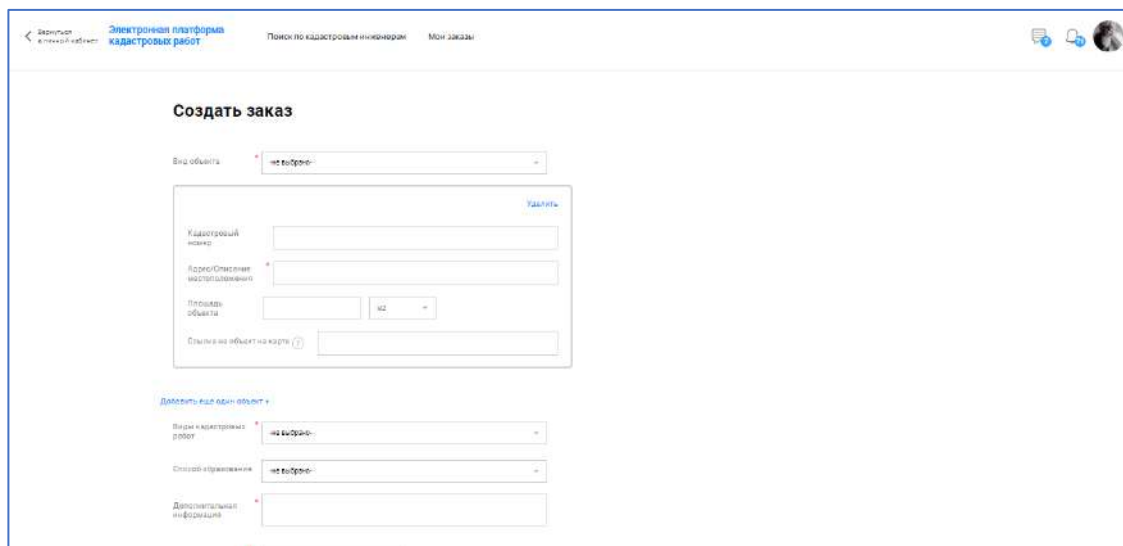 Вернуться
в личный кабинет
Электронная платформа
кадастровых работ
Поиск по кадастровым инженерам
Мои заказы
Создать заказ
Вид объекта *
-не выбрано-
Удалить
Кадастровый
номер
Адрес/Описание *
местоположения
Площадь
объекта
м2
Ссылка на объект на карте ?
Добавить еще один объект +
Виды кадастровых *
работ
-не выбрано-
Способ образования
-не выбрано-
Дополнительная *
информация